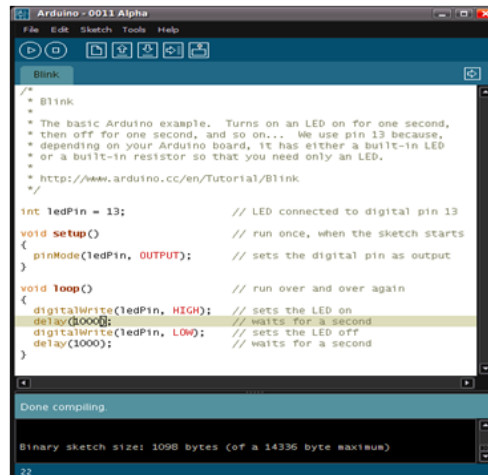 Arduino - 0011 Alpha
File Edit Sketch Tools Help
Blink
/*
* Blink
*
* The basic Arduino example. Turns on an LED on for one second,
* then off for one second, and so on... We use pin 13 because,
* depending on your Arduino board, it has either a built-in LED
* or a built-in resistor so that you need only an LED.
*
* http://www.arduino.cc/en/Tutorial/Blink
*/
int ledPin = 13; // LED connected to digital pin 13
void setup() // run once, when the sketch starts
{
pinMode(ledPin, OUTPUT); // sets the digital pin as output
}
void loop() // run over and over again
{
digitalWrite(ledPin, HIGH); // sets the LED on
delay(1000); // waits for a second
digitalWrite(ledPin, LOW); // sets the LED off
delay(1000); // waits for a second
}
Done compiling.
Binary sketch size: 1098 bytes (of a 14336 byte maximum)
22